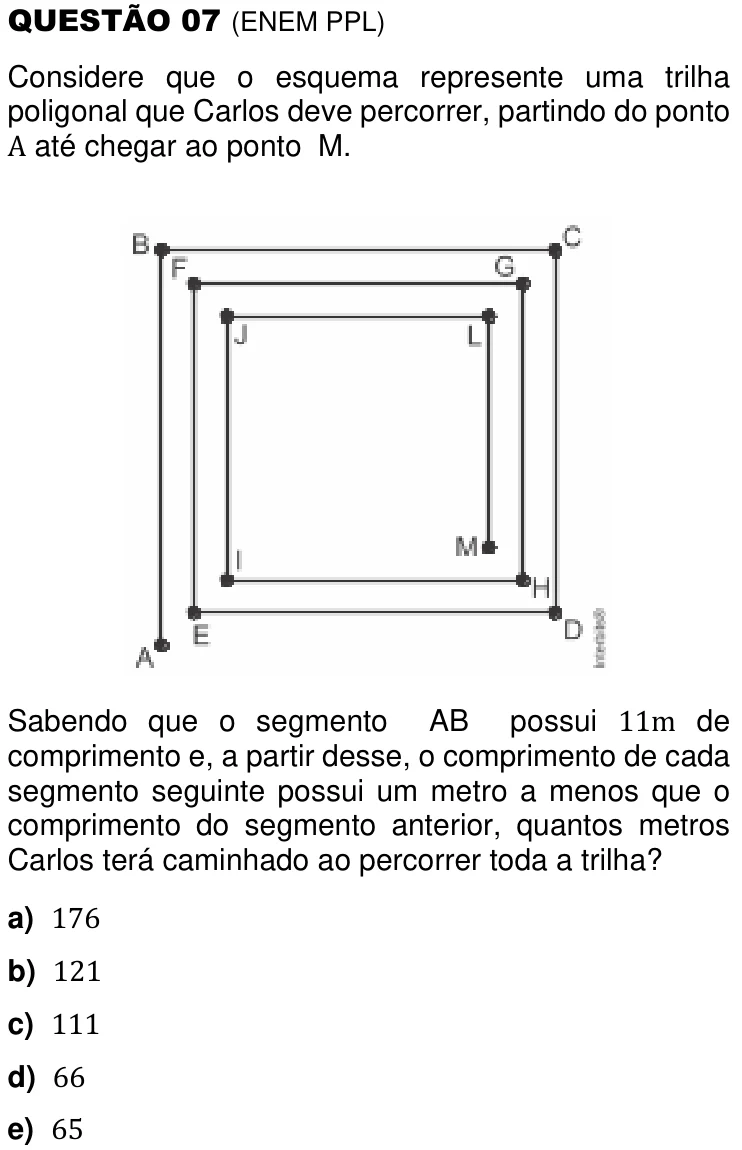 QUESTÃO 07 (ENEM PPL)
Considere que o esquema represente uma trilha
poligonal que Carlos deve percorrer, partindo do ponto
A até chegar ao ponto M.
B
C
F
G
J
L
I
M
H
E
D
A
Sabendo que o segmento AB possui 11m de
comprimento e, a partir desse, o comprimento de cada
segmento seguinte possui um metro a menos que o
comprimento do segmento anterior, quantos metros
Carlos terá caminhado ao percorrer toda a trilha?
a) 176
b) 121
c) 111
d) 66
e) 65